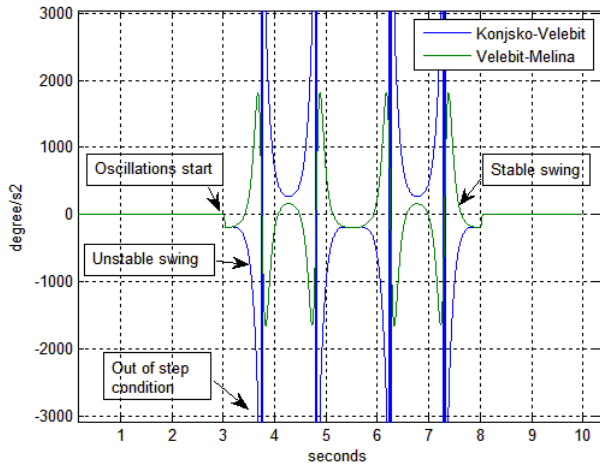 3000
2000
1000
0
-1000
-2000
-3000
degree/s2
Konjsko-Velebit
Velebit-Melina
Oscillations start
Stable swing
Unstable swing
Out of step
condition
1 2 3 4 5 6 7 8 9 10
seconds